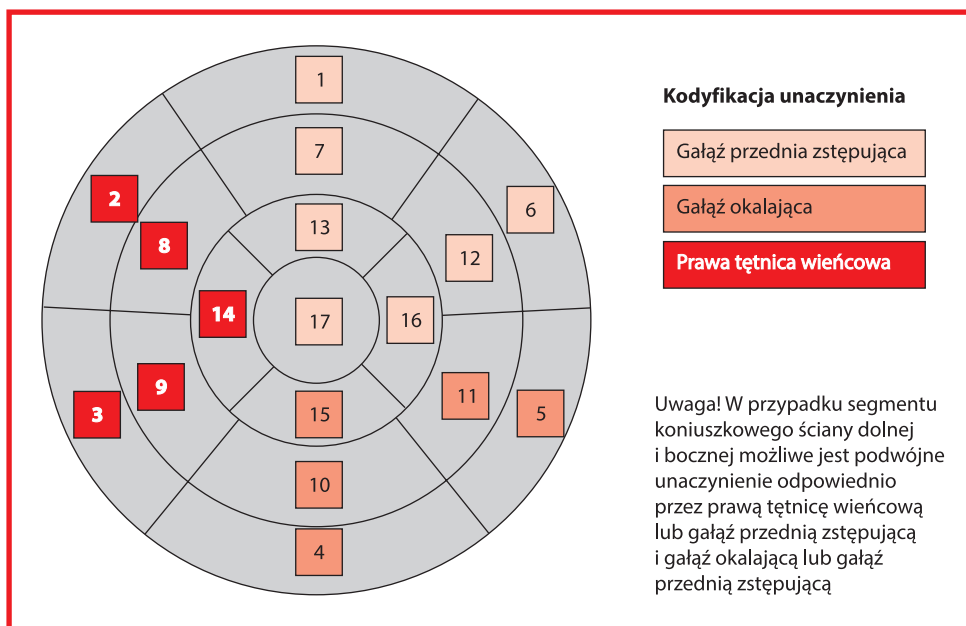 1
7
13
17
15
10
4
2
8
14
9
3
6
12
16
11
5
Kodyfikacja unaczynienia
Gałąź przednia zstępująca
Gałąź okalająca
Prawa tętnica wieńcowa
Uwaga! W przypadku segmentu
koniuszkowego ściany dolnej
i bocznej możliwe jest podwójne
unaczynienie odpowiednio
przez prawą tętnicę wieńcową
lub gałąź przednią zstępującą
i gałąź okalającą lub gałąź
przednią zstępującą